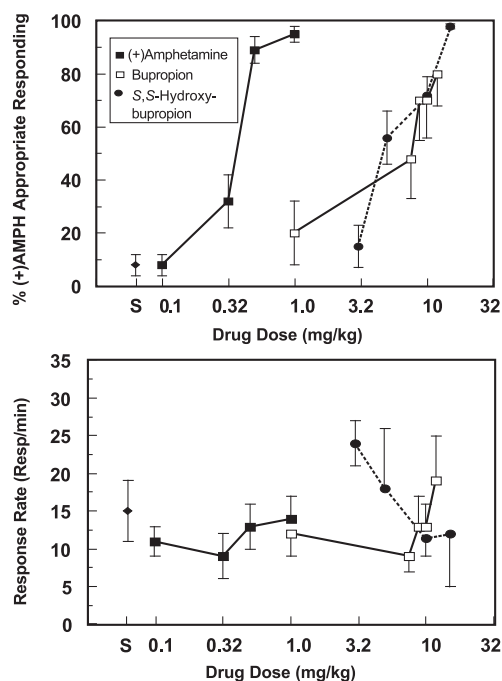 100
80
60
40
20
0
% (+)AMPH Appropriate Responding
(+)Amphetamine
Bupropion
S,S-Hydroxy-
bupropion
S 0.1 0.32 1.0 3.2 10 32
Drug Dose (mg/kg)
35
30
25
20
15
10
5
0
Response Rate (Resp/min)
S 0.1 0.32 1.0 3.2 10 32
Drug Dose (mg/kg)